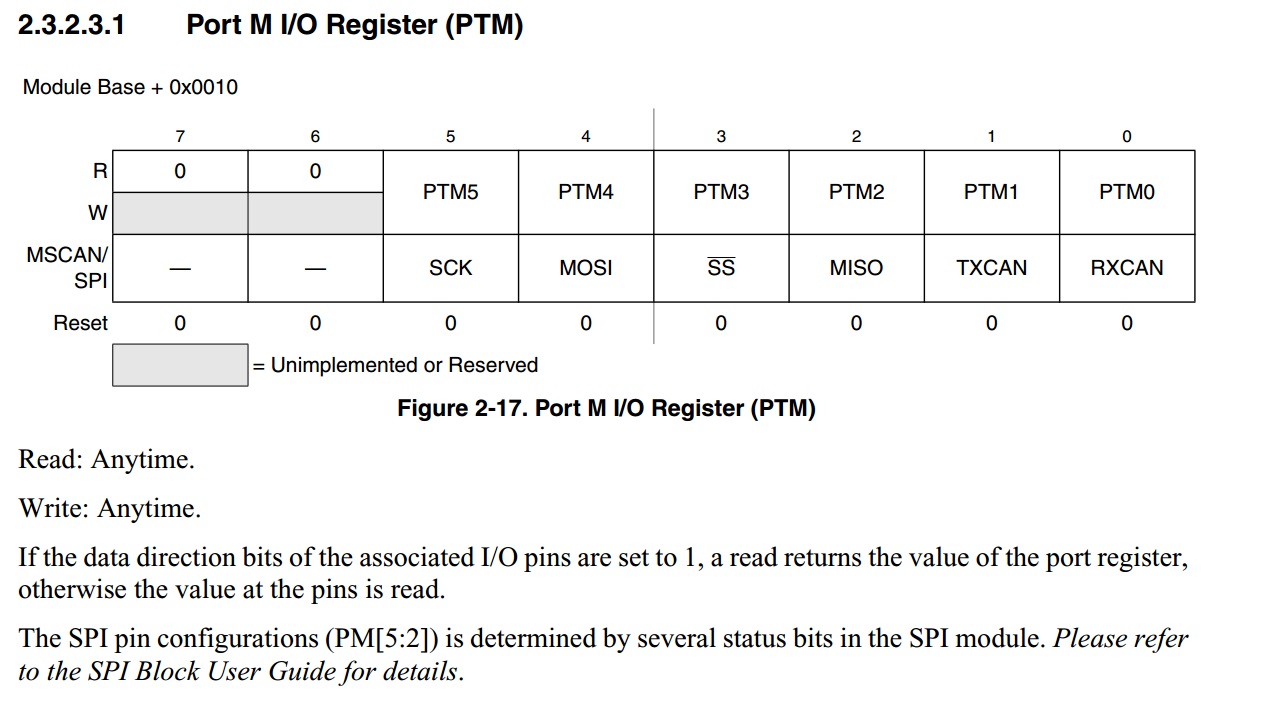 2.3.2.3.1 Port M I/O Register (PTM)
Module Base + 0x0010
7 6 5 4 3 2 1 0
R 0 0 PTM5 PTM4 PTM3 PTM2 PTM1 PTM0
W
MSCAN/ SPI — — SCK MOSI S̅S̅ MISO TXCAN RXCAN
Reset 0 0 0 0 0 0 0 0
= Unimplemented or Reserved
Figure 2-17. Port M I/O Register (PTM)
Read: Anytime.
Write: Anytime.
If the data direction bits of the associated I/O pins are set to 1, a read returns the value of the port register,
otherwise the value at the pins is read.
The SPI pin configurations (PM[5:2]) is determined by several status bits in the SPI module. Please refer
to the SPI Block User Guide for details.